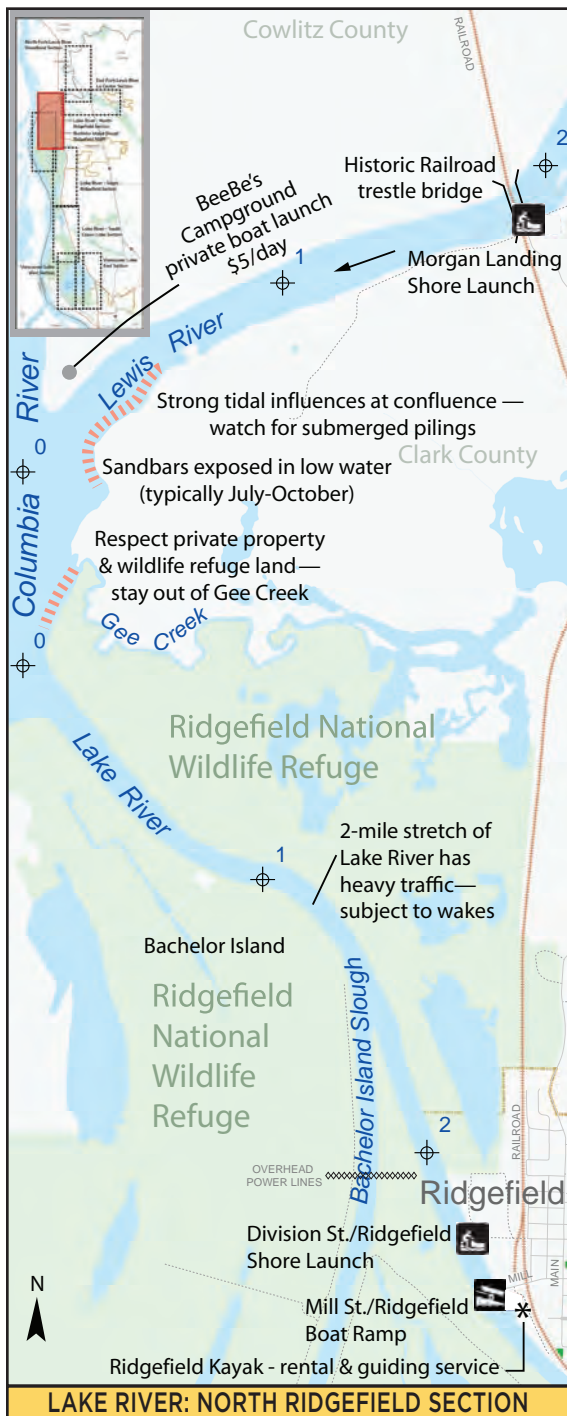 Cowlitz County
RAILROAD
2
Historic Railroad
trestle bridge
BeeBe's
Campground
private boat launch
$5/day
1
Morgan Landing
Shore Launch
Lewis River
Columbia River
0
Strong tidal influences at confluence —
watch for submerged pilings
Clark County
Sandbars exposed in low water
(typically July-October)
Respect private property
& wildlife refuge land—
stay out of Gee Creek
Gee Creek
0
Ridgefield National
Wildlife Refuge
Lake River
1
2-mile stretch of
Lake River has
heavy traffic—
subject to wakes
Bachelor Island
Ridgefield
National
Wildlife
Refuge
Bachelor Island Slough
2
RAILROAD
OVERHEAD
POWER LINES
Ridgefield
Division St./Ridgefield
Shore Launch
MILL
MAIN
N
Mill St./Ridgefield
Boat Ramp
*
Ridgefield Kayak - rental & guiding service
LAKE RIVER: NORTH RIDGEFIELD SECTION